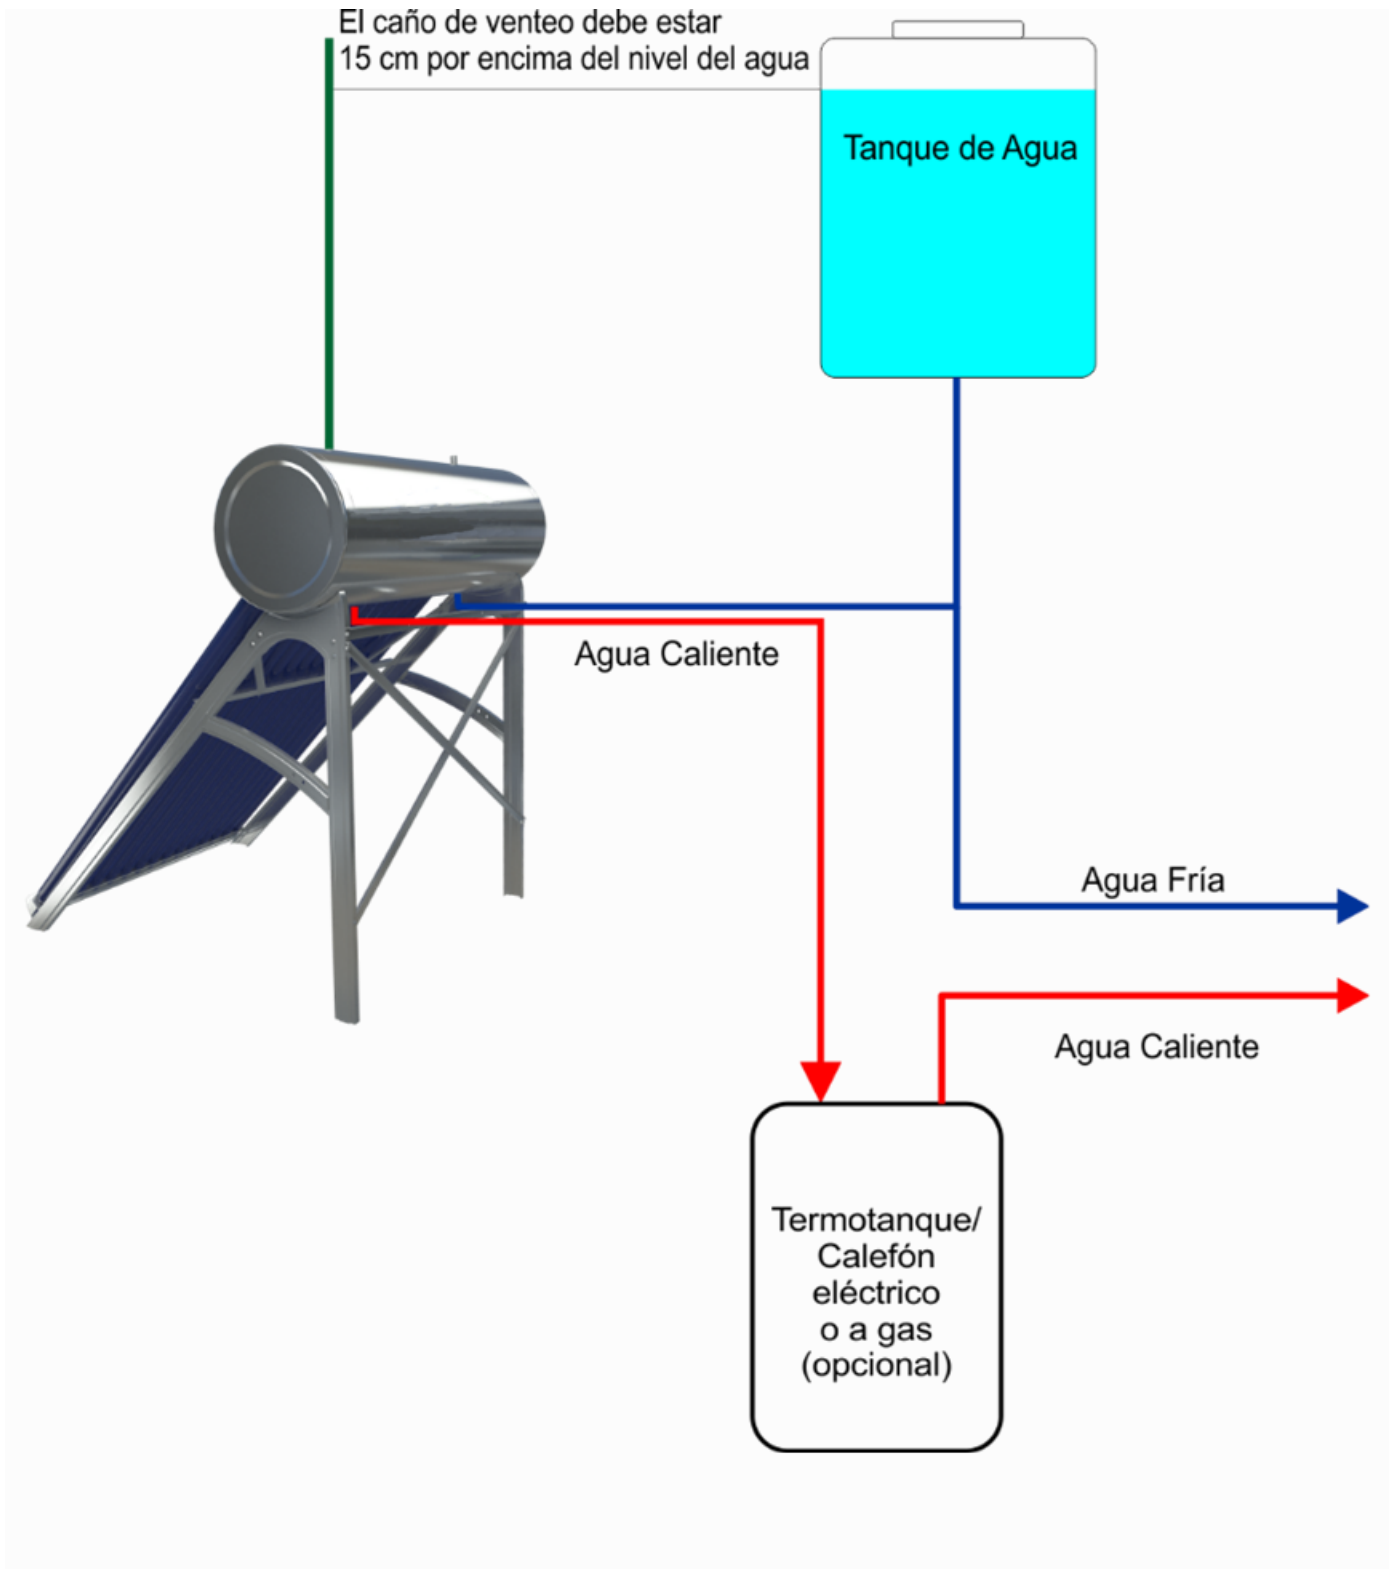 El caño de venteo debe estar
15 cm por encima del nivel del agua
Tanque de Agua
Agua Caliente
Agua Fría
Agua Caliente
Termotanque/
Calefón
eléctrico
o a gas
(opcional)